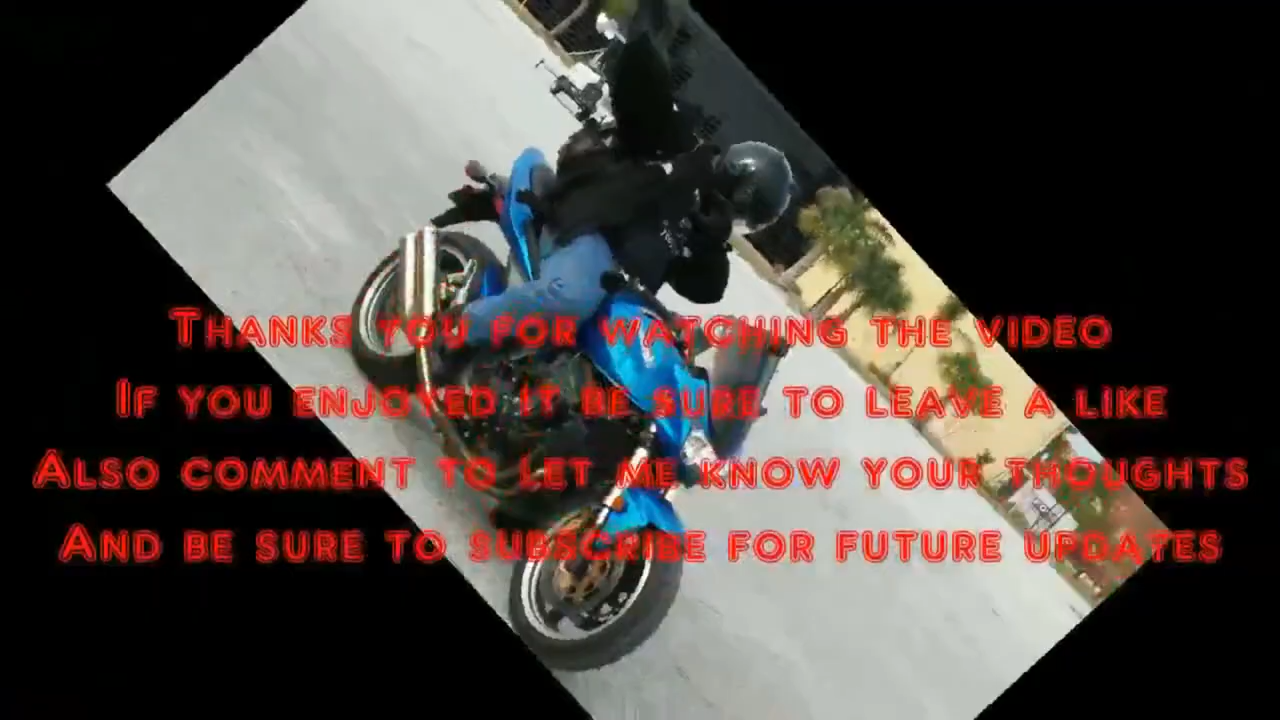 Thanks you for watching the video
If you enjoyed it be sure to leave a like
Also comment to let me know your thoughts
And be sure to subscribe for future updates